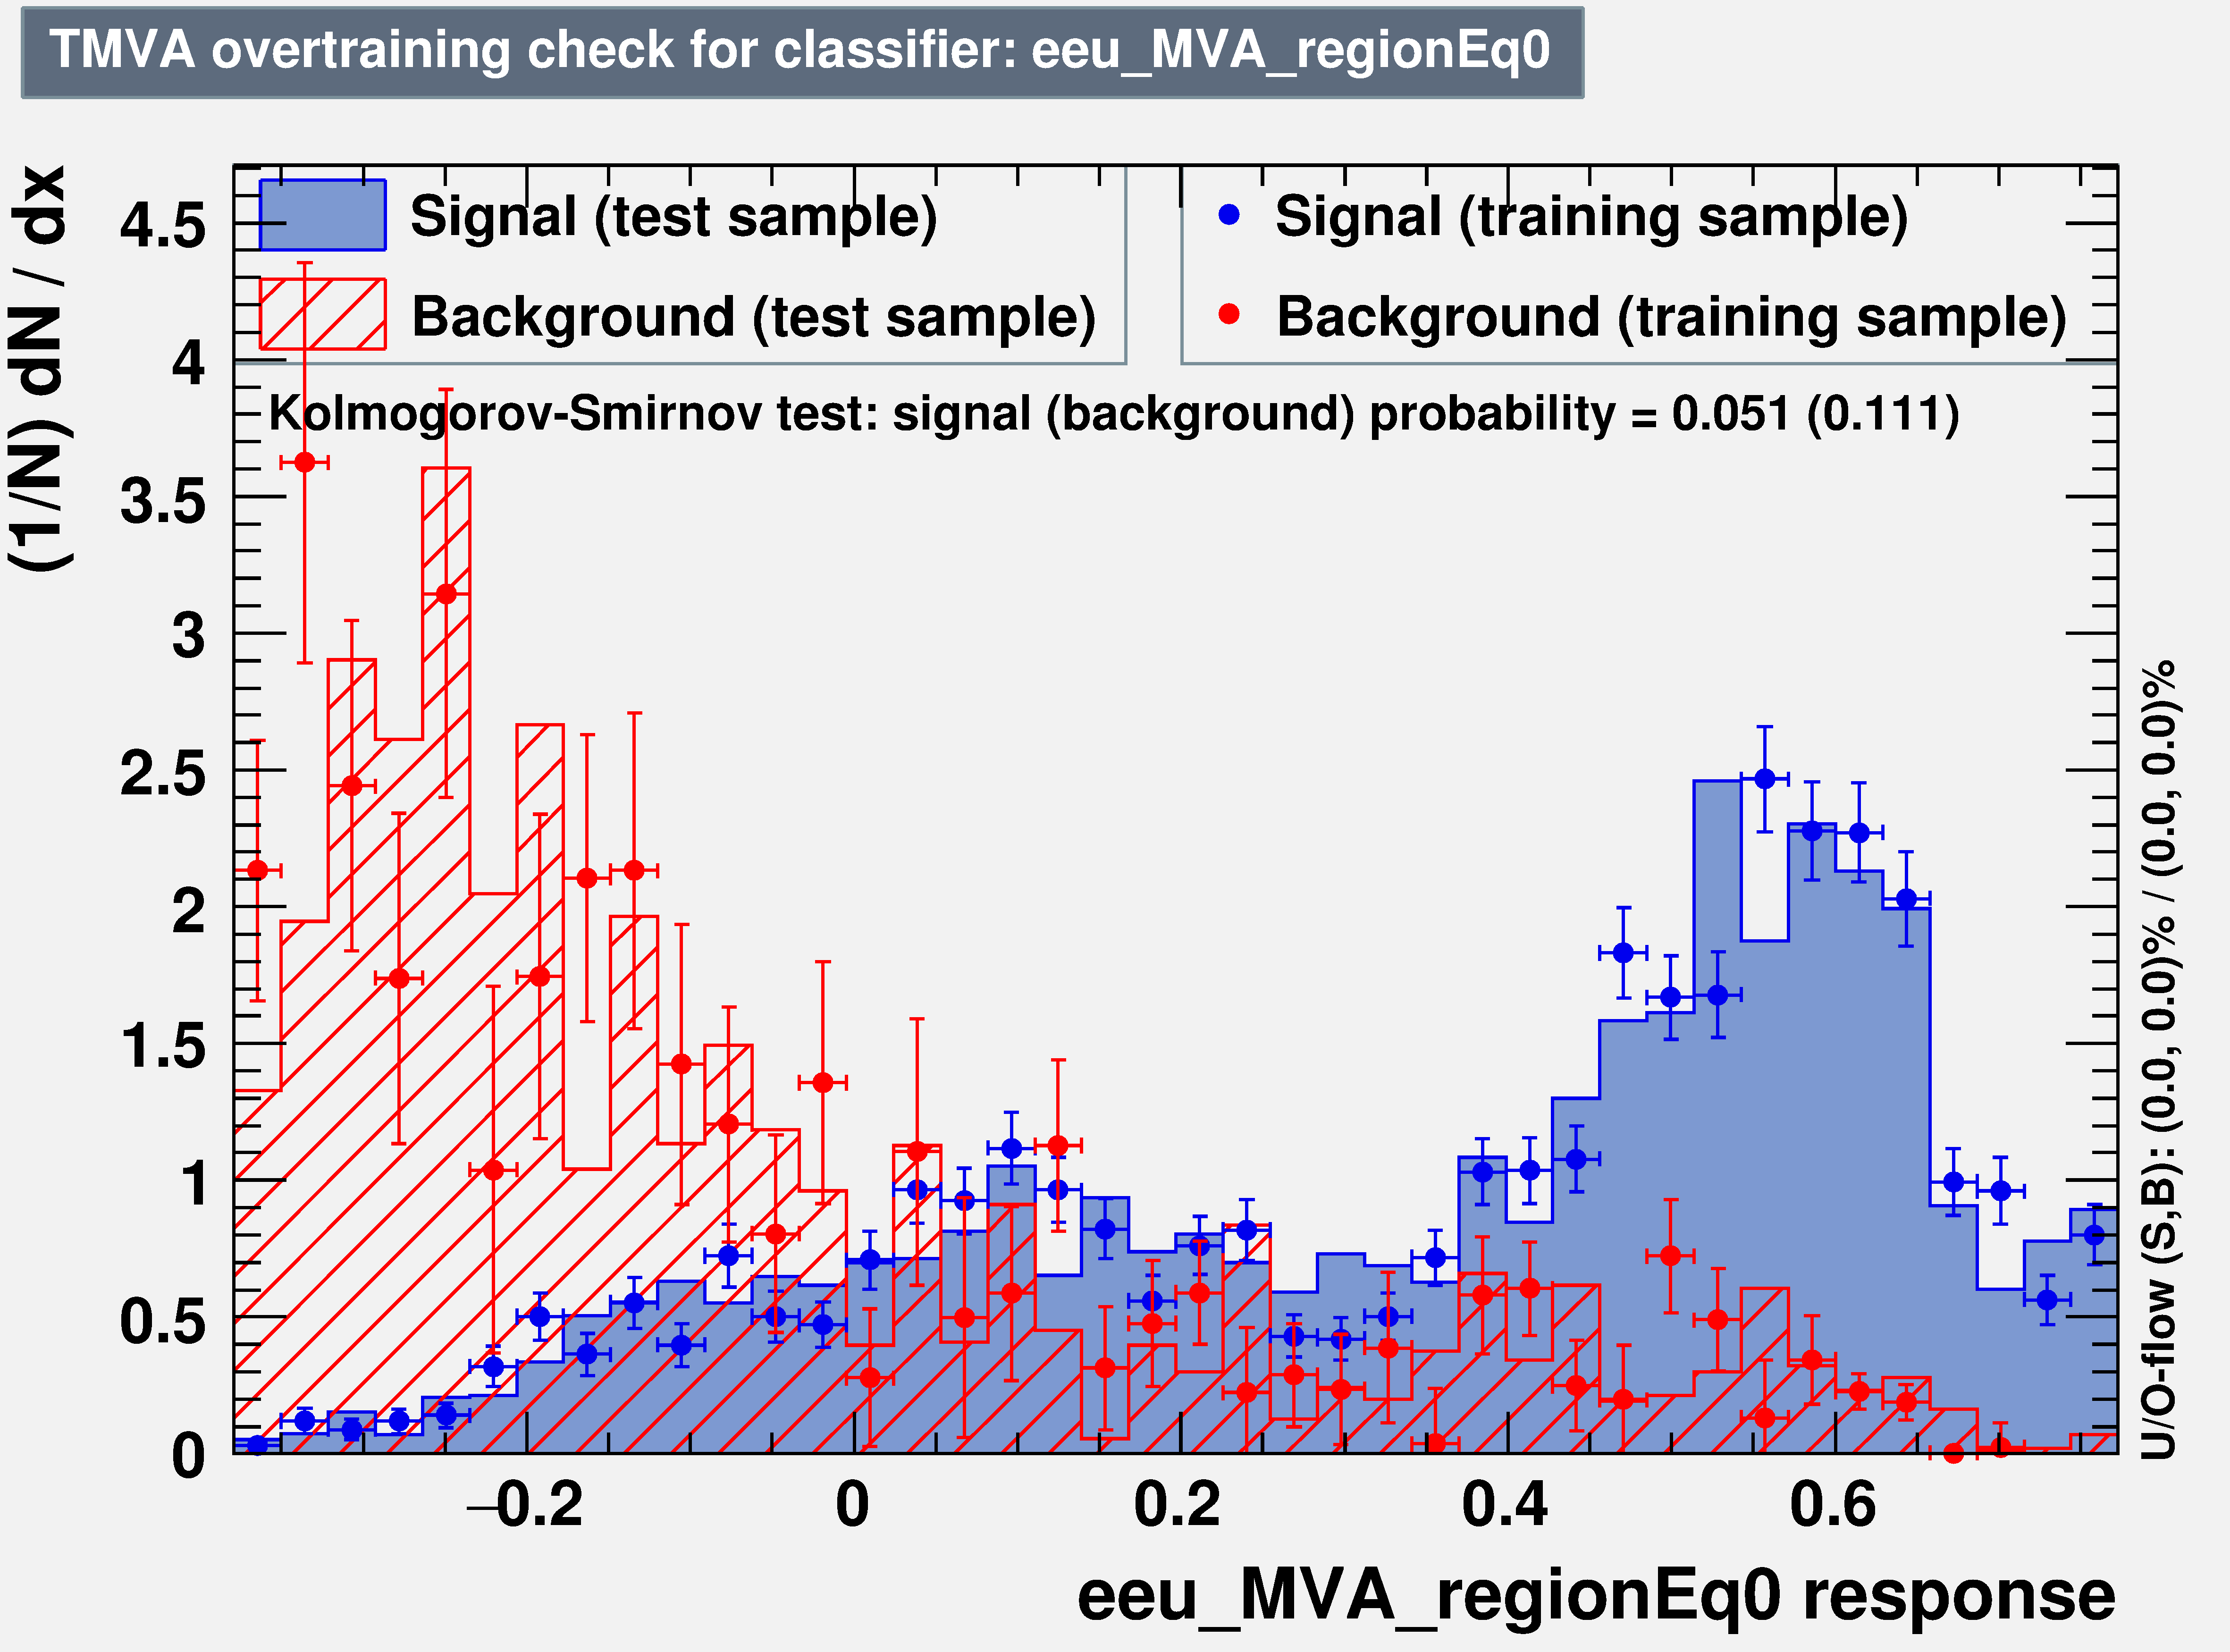 TMVA overtraining check for classifier: eeu_MVA_regionEq0
(1/N) dN / dx
Signal (test sample)
Background (test sample)
Signal (training sample)
Background (training sample)
Kolmogorov-Smirnov test: signal (background) probability = 0.051 (0.111)
4.5
4
3.5
3
2.5
2
1.5
1
0.5
0
−0.2
0
0.2
0.4
0.6
eeu_MVA_regionEq0 response
U/O-flow (S,B): (0.0, 0.0)% / (0.0, 0.0)%